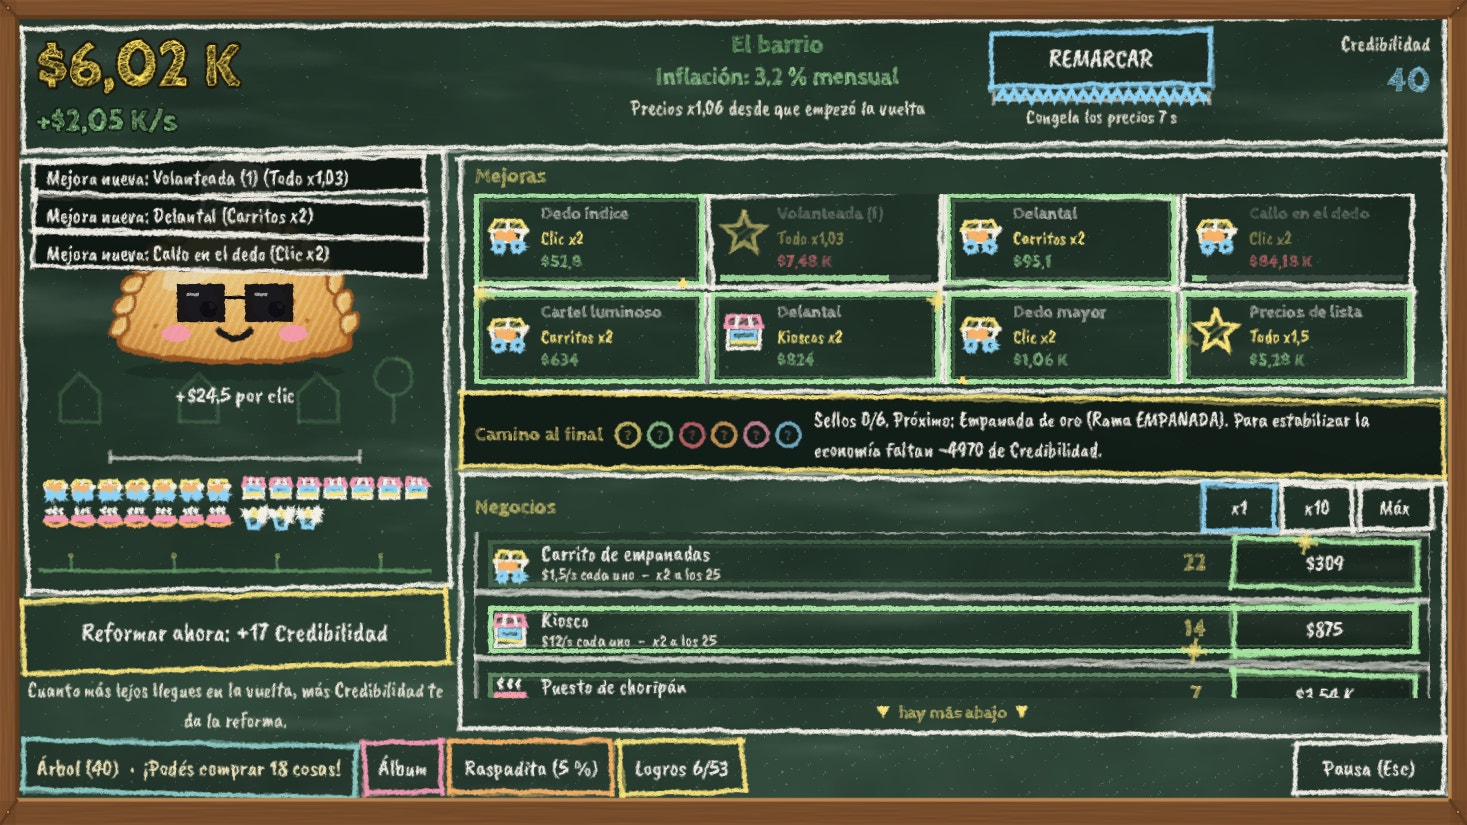 $6,02 K
+$2,05 K/s
El barrio
Inflación: 3,2 % mensual
Precios x1,06 desde que empezó la vuelta
REMARCAR
Congela los precios 7 s
Credibilidad
40
Mejora nueva: Volanteada (1) (Todo x1,03)
Mejora nueva: Delantal (Carritos x2)
Mejora nueva: Callo en el dedo (Clic x2)
+$24,5 por clic
Reformar ahora: +17 Credibilidad
Cuanto más lejos llegues en la vuelta, más Credibilidad te
da la reforma.
Mejoras
Dedo índice
Clic x2
$52,8
Volanteada (1)
Todo x1,03
$7,48 K
Delantal
Carritos x2
$95,1
Callo en el dedo
Clic x2
$84,18 K
Cartel luminoso
Carritos x2
$634
Delantal
Kioscos x2
$824
Dedo mayor
Clic x2
$1,06 K
Precios de lista
Todo x1,5
$5,28 K
Camino al final
? ? ? ? ? ?
Sellos 0/6. Próximo: Empanada de oro (Rama EMPANADA). Para estabilizar la
economía faltan ~4970 de Credibilidad.
Negocios
x1
x10
Máx
Carrito de empanadas
$1,5/s cada uno - x2 a los 25
22
$309
Kiosco
$12/s cada uno - x2 a los 25
14
$875
Puesto de choripán
7
$2,54 K
hay más abajo
Árbol (40) · ¡Podés comprar 18 cosas!
Álbum
Raspadita (5 %)
Logros 6/53
Pausa (Esc)